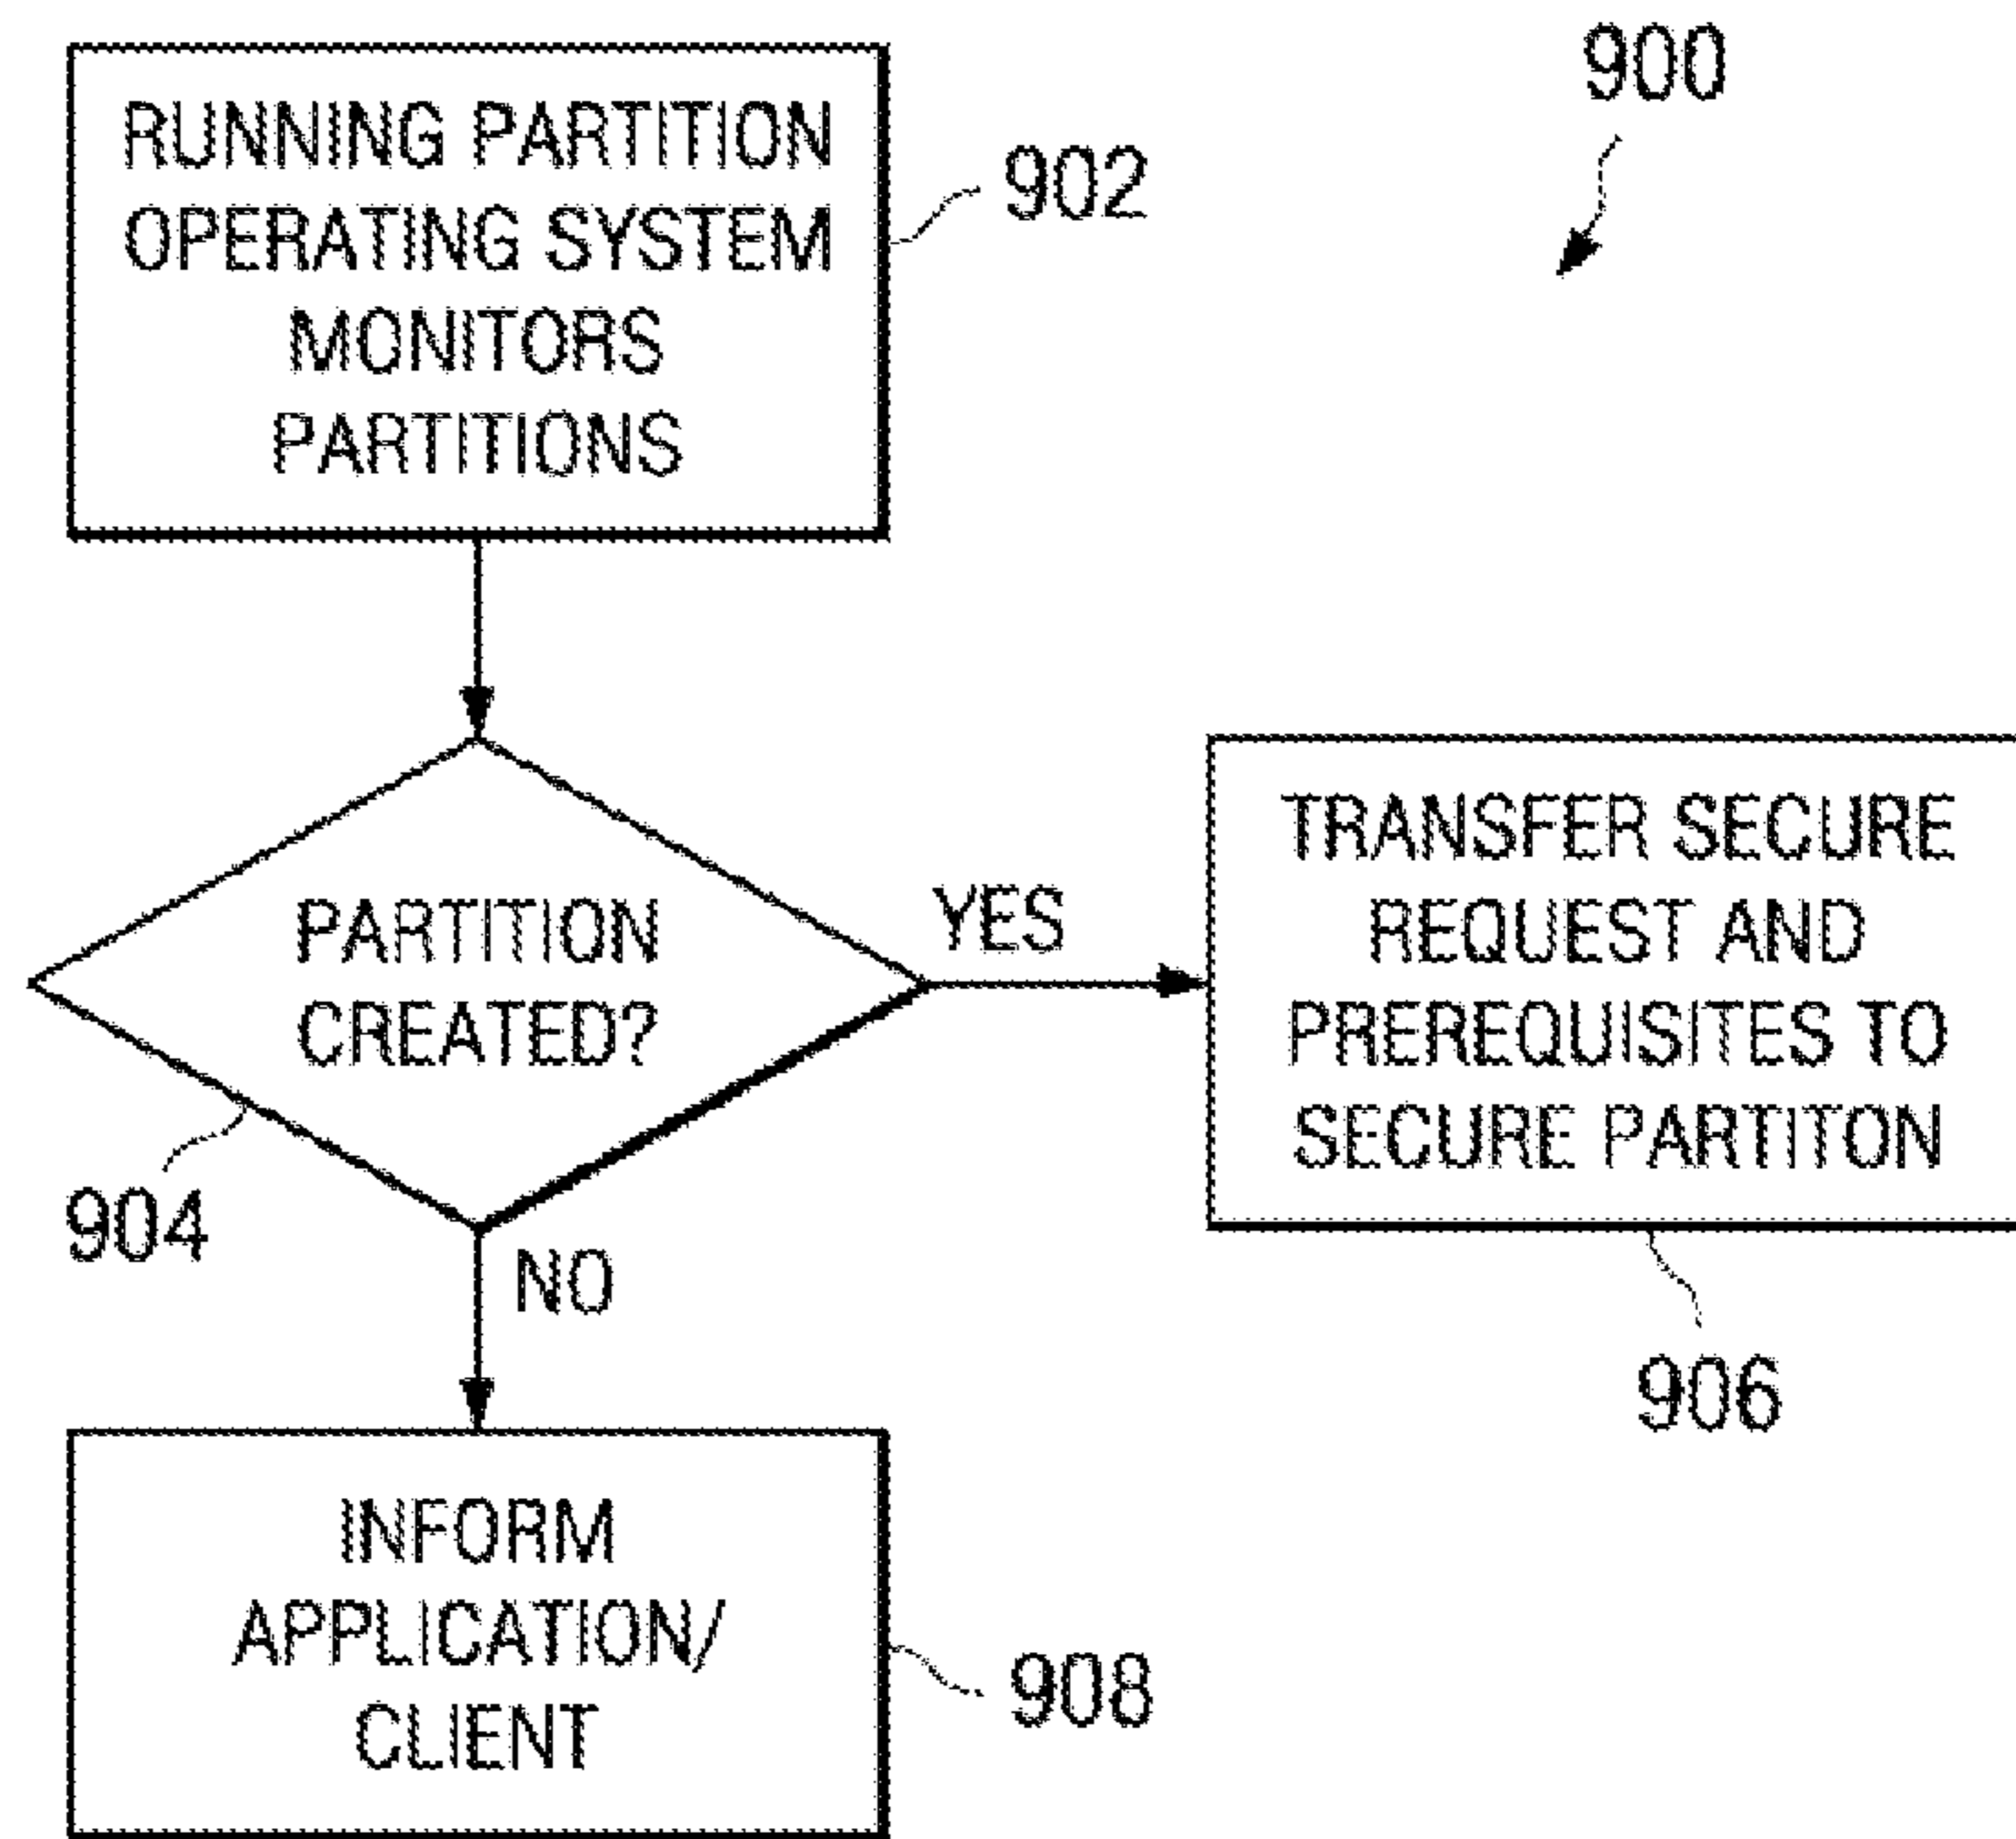 900
RUNNING PARTITION
OPERATING SYSTEM
MONITORS
PARTITIONS
902
PARTITION
CREATED?
904
YES
TRANSFER SECURE
REQUEST AND
PREREQUISITES TO
SECURE PARTITON
906
NO
INFORM
APPLICATION/
CLIENT
908